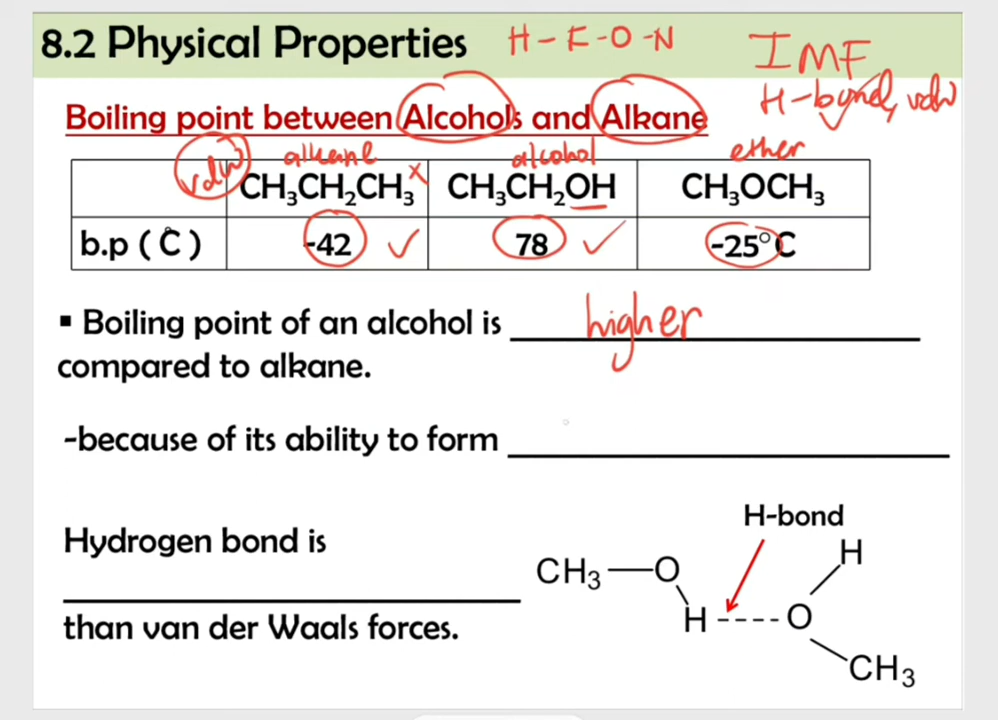 8.2 Physical Properties H-F-O-N IMF
H-bond, vdw
Boiling point between Alcohols and Alkane
vdw alkane alcohol ether
CH₃CH₂CH₃ CH₃CH₂OH CH₃OCH₃
b.p (°C) -42 78 -25°C
▪ Boiling point of an alcohol is higher
compared to alkane.
-because of its ability to form
H-bond
Hydrogen bond is
than van der Waals forces.
CH₃—O
H
H----O
CH₃